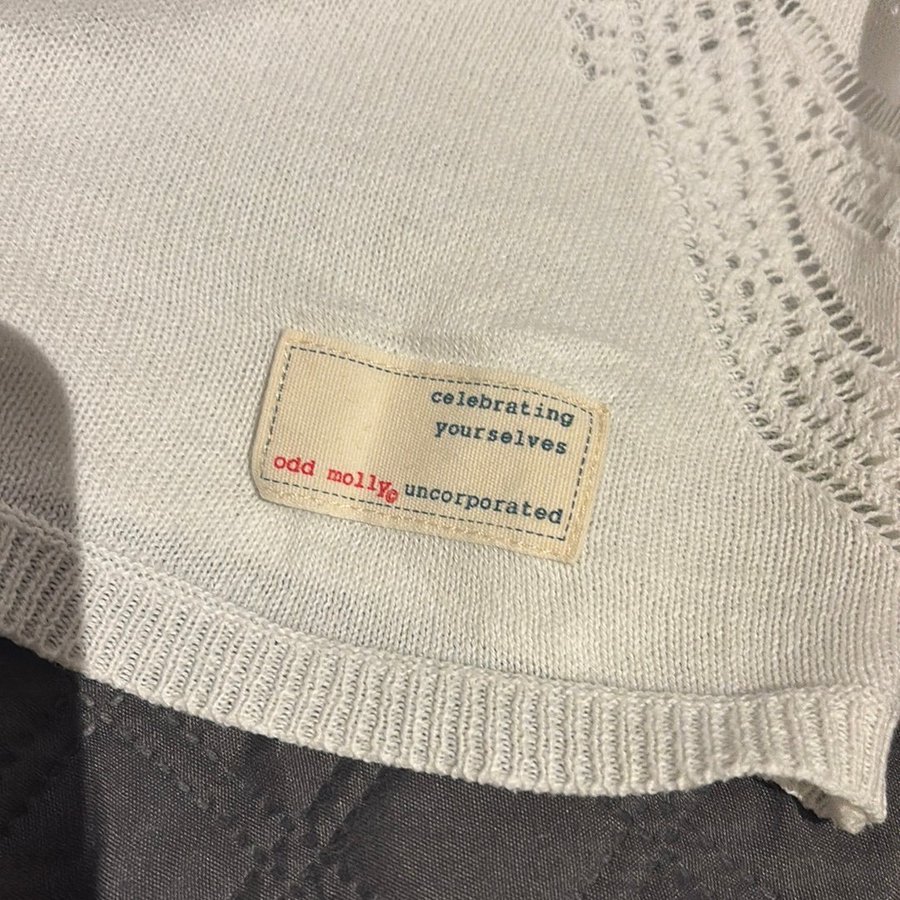 celebrating
yourselves
odd molly© uncorporated